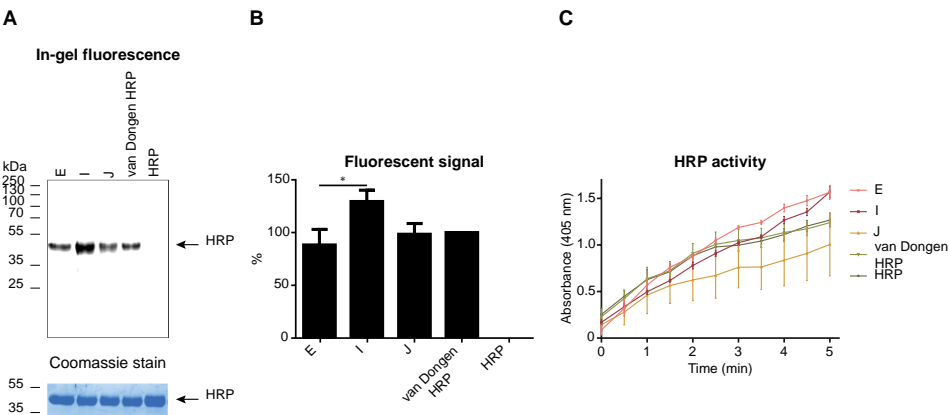 A
In-gel fluorescence
kDa
E
I
J
van Dongen HRP
HRP
250
130
100
70
55
35
25
HRP
Coomassie stain
55
35
HRP
B
Fluorescent signal
150
100
50
0
%
*
E
I
J
van Dongen
HRP
HRP
C
HRP activity
Absorbance (405 nm)
1.5
1.0
0.5
0.0
0
1
2
3
4
5
Time (min)
E
I
J
van Dongen
HRP
HRP